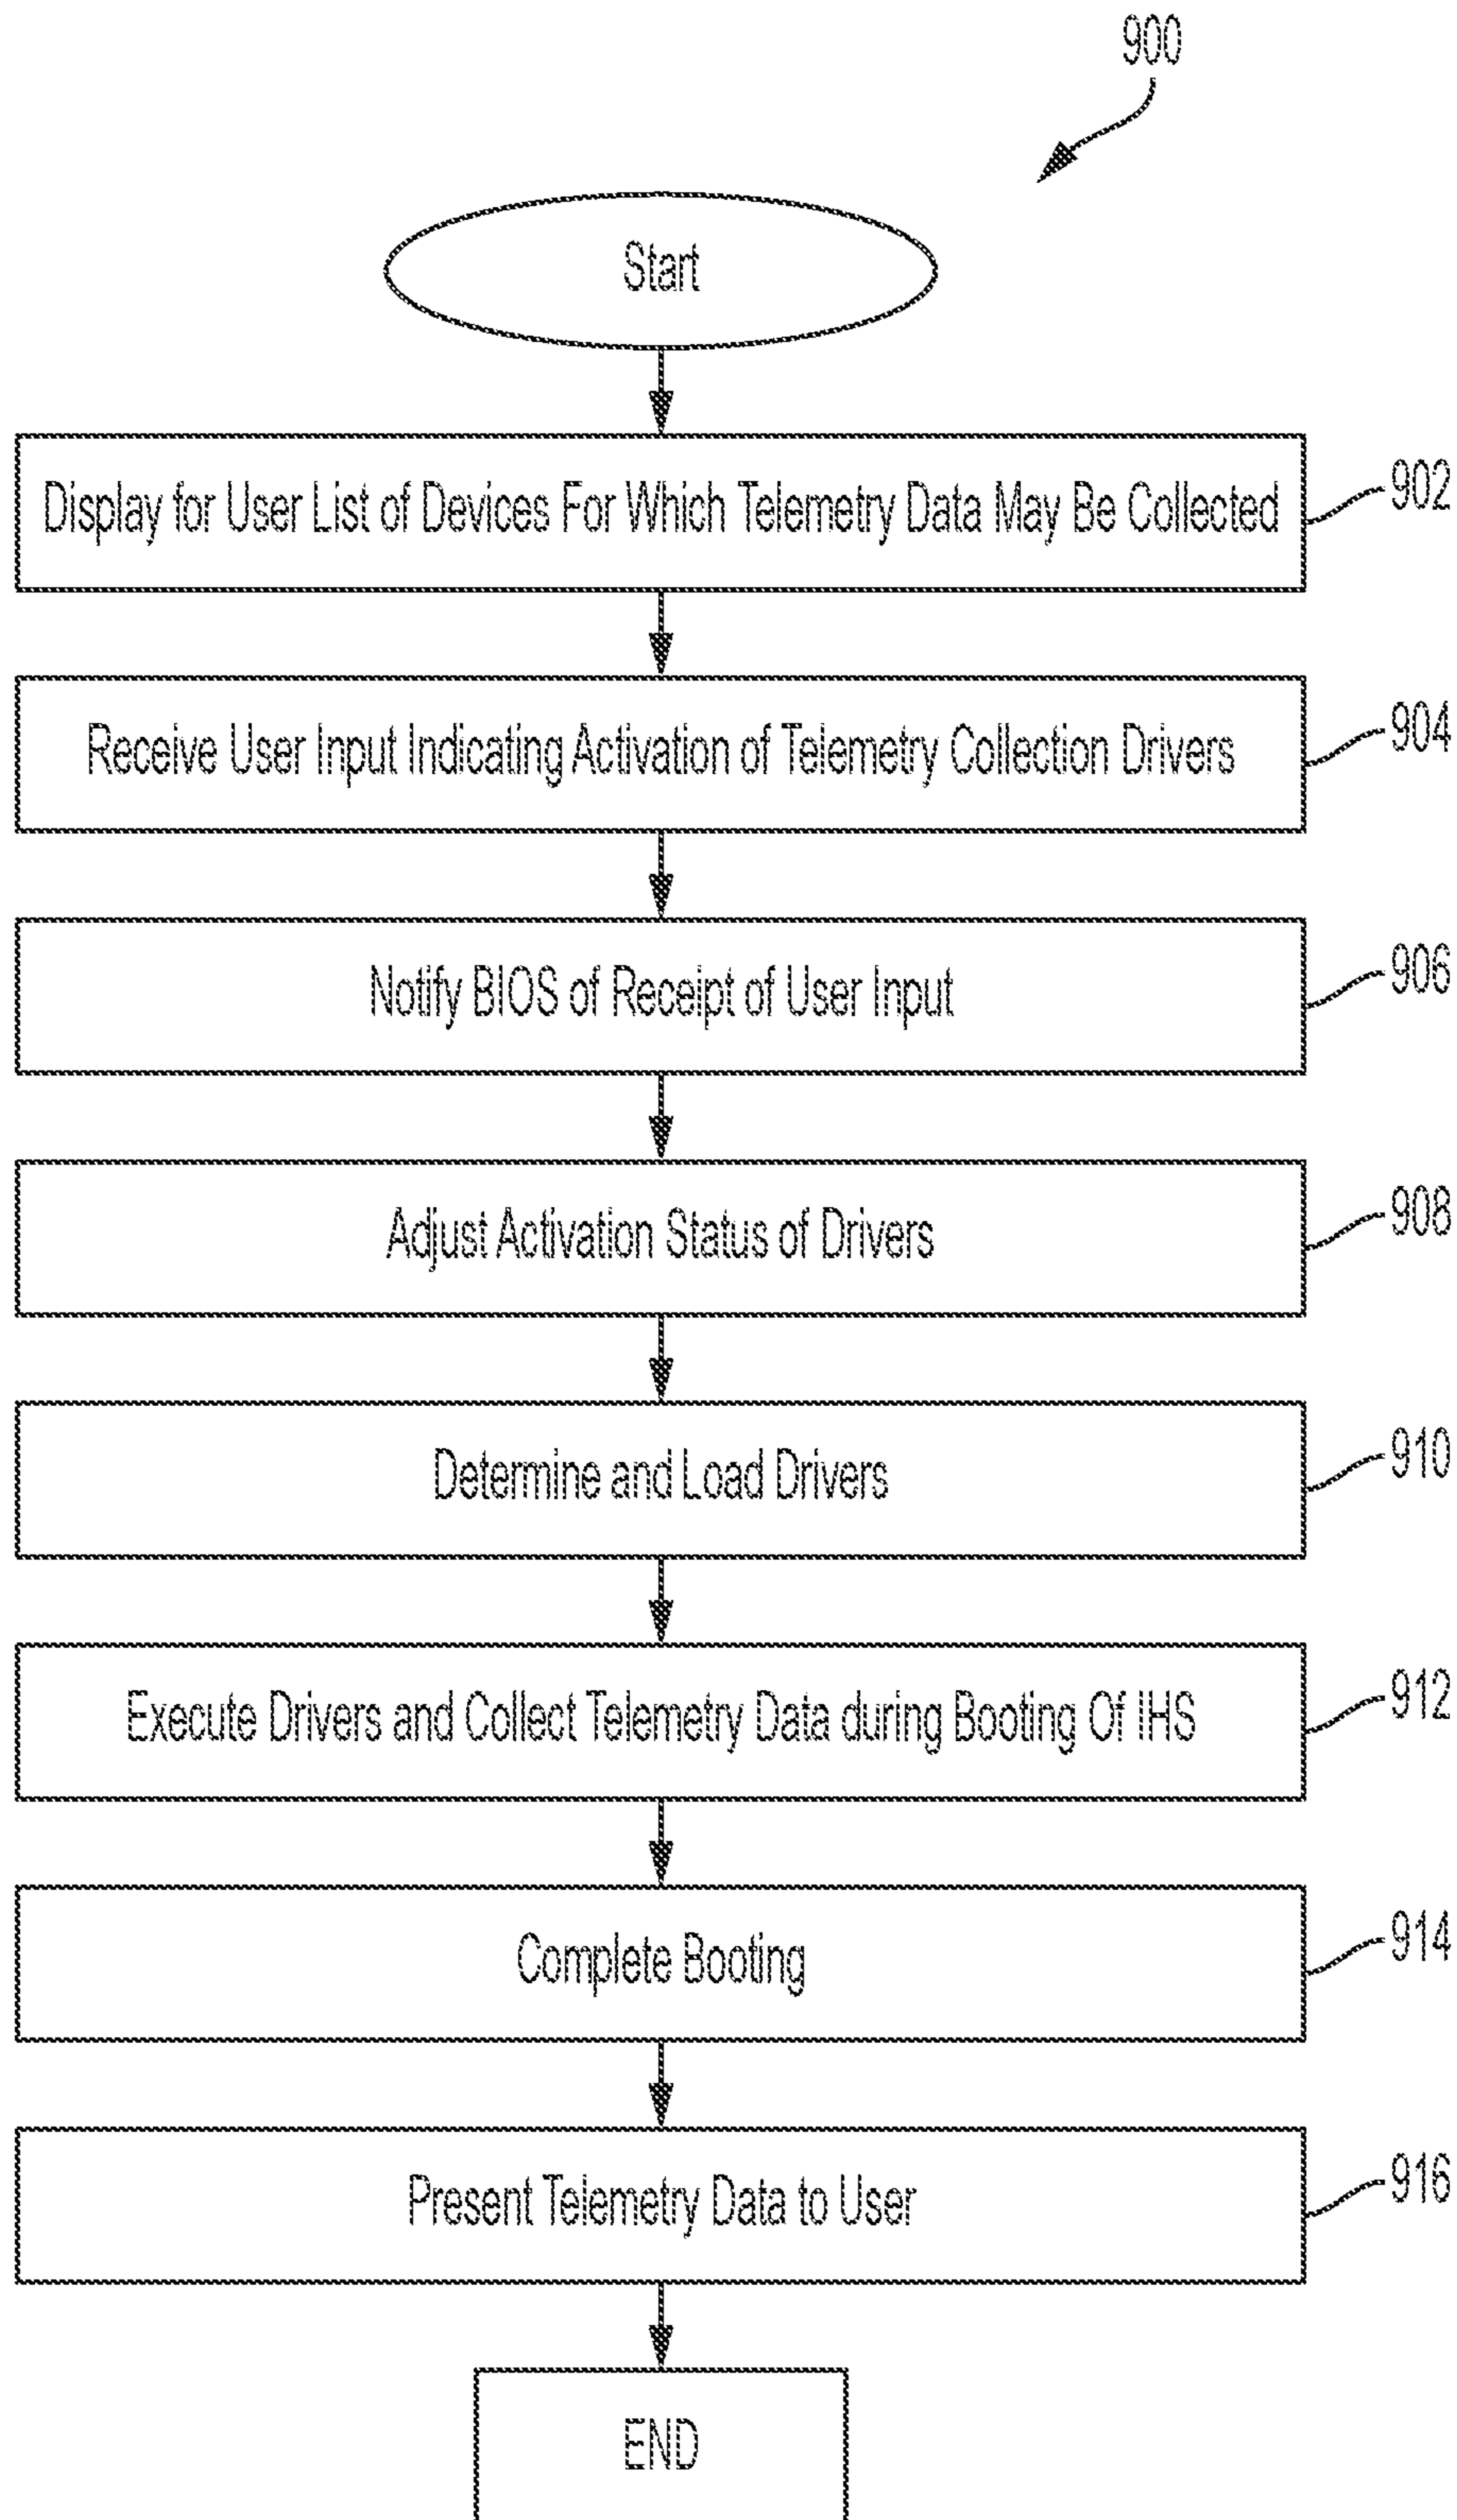 900
Start
Display for User List of Devices For Which Telemetry Data May Be Collected
902
Receive User Input Indicating Activation of Telemetry Collection Drivers
904
Notify BIOS of Receipt of User Input
906
Adjust Activation Status of Drivers
908
Determine and Load Drivers
910
Execute Drivers and Collect Telemetry Data during Booting Of IHS
912
Complete Booting
914
Present Telemetry Data to User
916
END